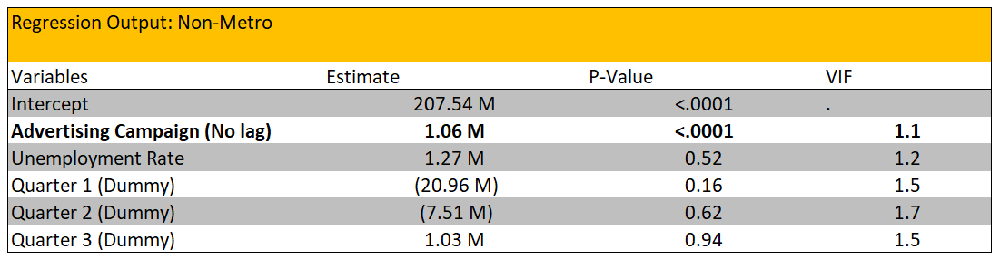 Regression Output: Non-Metro
Variables Estimate P-Value VIF
Intercept 207.54 M <.0001 .
Advertising Campaign (No lag) 1.06 M <.0001 1.1
Unemployment Rate 1.27 M 0.52 1.2
Quarter 1 (Dummy) (20.96 M) 0.16 1.5
Quarter 2 (Dummy) (7.51 M) 0.62 1.7
Quarter 3 (Dummy) 1.03 M 0.94 1.5